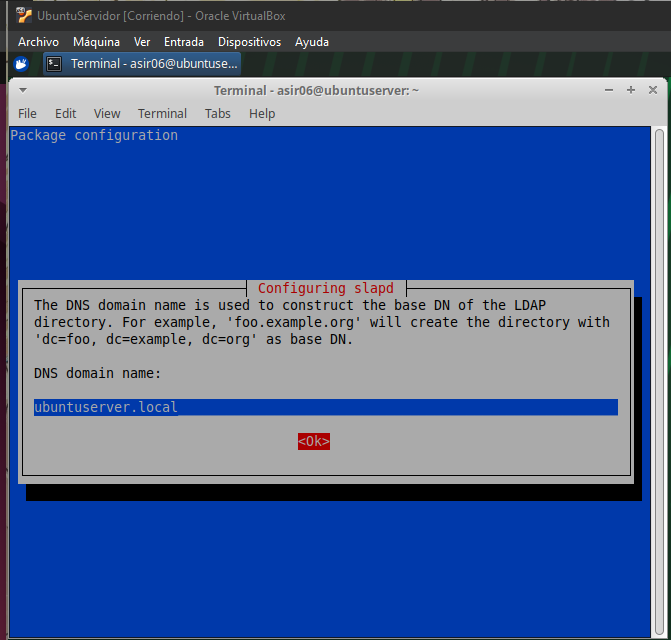 UbuntuServidor [Corriendo] - Oracle VirtualBox
Archivo Máquina Ver Entrada Dispositivos Ayuda
Terminal - asir06@ubuntuse...
Terminal - asir06@ubuntuserver: ~
File Edit View Terminal Tabs Help
Package configuration
Configuring slapd
The DNS domain name is used to construct the base DN of the LDAP
directory. For example, 'foo.example.org' will create the directory with
'dc=foo, dc=example, dc=org' as base DN.
DNS domain name:
ubuntuserver.local
<Ok>